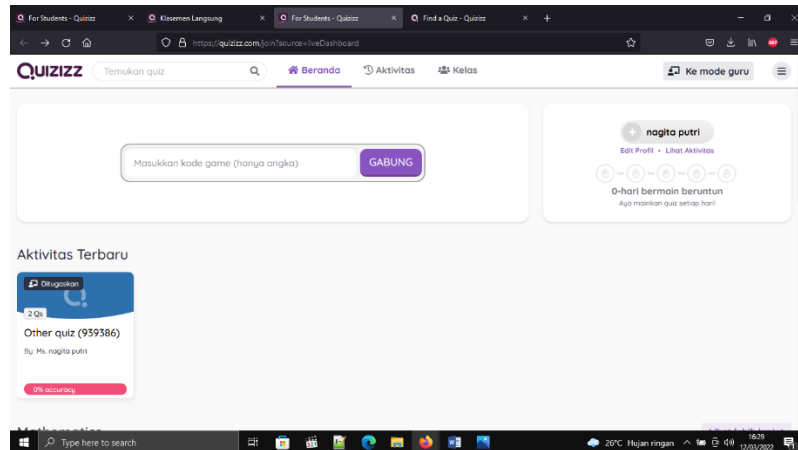 For Students - Quizizz
Klasemen Langsung
For Students - Quizizz
Find a Quiz - Quizizz
https://quizizz.com/join?source=liveDashboard
QUIZIZZ
Temukan quiz
Beranda
Aktivitas
Kelas
Ke mode guru
Masukkan kode game (hanya angka)
GABUNG
nagita putri
Edit Profil • Lihat Aktivitas
0-hari bermain beruntun
Ayo mainkan quiz setiap hari!
Aktivitas Terbaru
Ditugaskan
2 Qs
Other quiz (939386)
By: Ms. nagita putri
0% accuracy
Mathematics
Type here to search
26°C Hujan ringan
16:29
12/03/2022